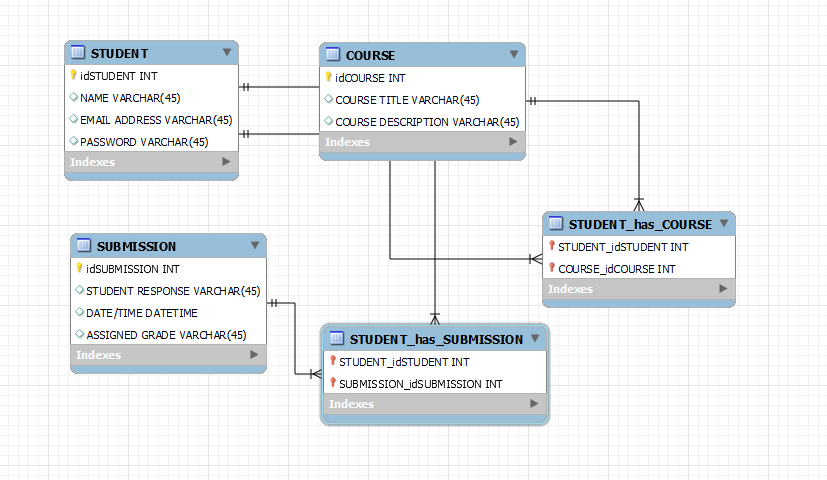 STUDENT
idSTUDENT INT
NAME VARCHAR(45)
EMAIL ADDRESS VARCHAR(45)
PASSWORD VARCHAR(45)
Indexes
COURSE
idCOURSE INT
COURSE TITLE VARCHAR(45)
COURSE DESCRIPTION VARCHAR(45)
Indexes
STUDENT_has_COURSE
STUDENT_idSTUDENT INT
COURSE_idCOURSE INT
Indexes
SUBMISSION
idSUBMISSION INT
STUDENT RESPONSE VARCHAR(45)
DATE/TIME DATETIME
ASSIGNED GRADE VARCHAR(45)
Indexes
STUDENT_has_SUBMISSION
STUDENT_idSTUDENT INT
SUBMISSION_idSUBMISSION INT
Indexes